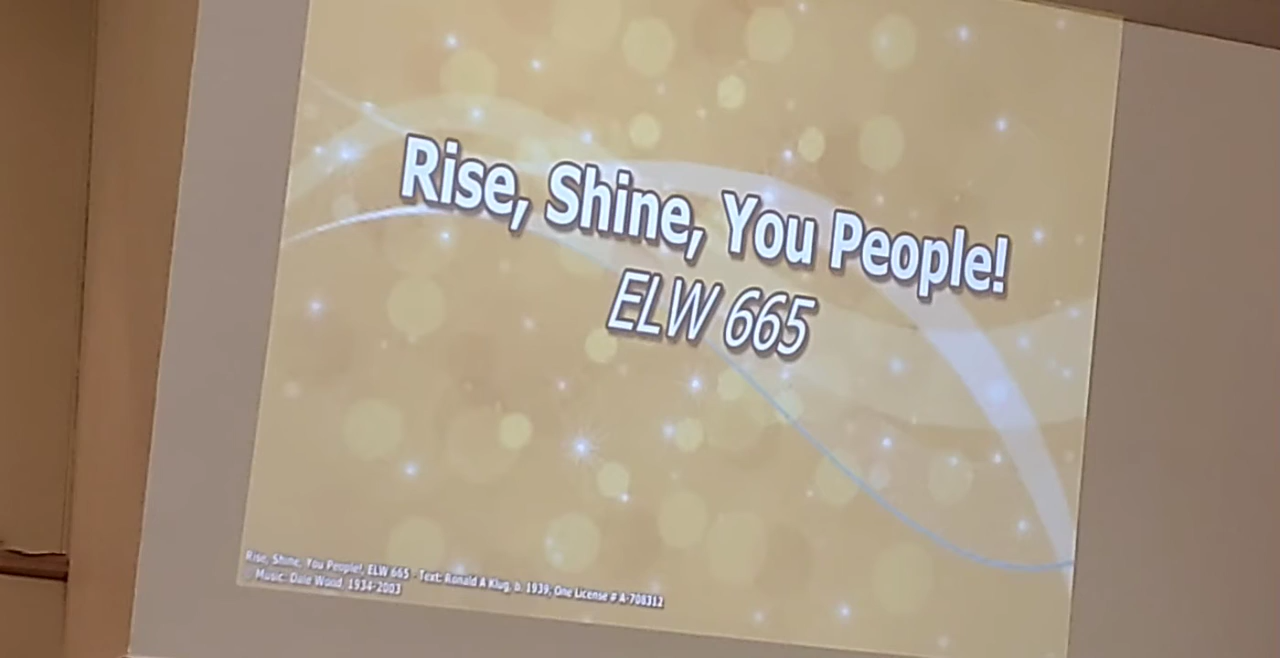 Rise, Shine, You People!
ELW 665
Rise, Shine, You People!, ELW 665 - Text: Ronald A Klug, b. 1939, One License # A-708312
Music: Dale Wood, 1934-2003